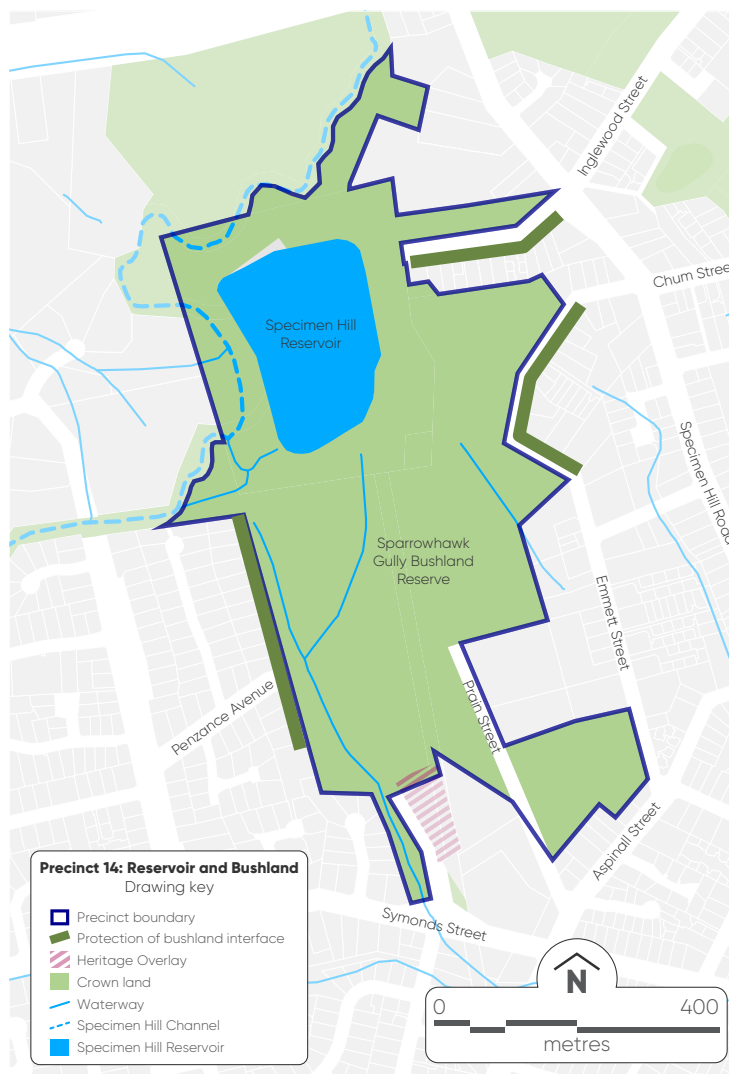 Inglewood Street
Chum Stree
Specimen Hill
Reservoir
Specimen Hill Road
Sparrowhawk
Gully Bushland
Reserve
Emmett Street
Penzance Avenue
Prain Street
Aspinall Street
Symonds Street
Precinct 14: Reservoir and Bushland
Drawing key
Precinct boundary
Protection of bushland interface
Heritage Overlay
Crown land
Waterway
Specimen Hill Channel
Specimen Hill Reservoir
N
0 400
metres